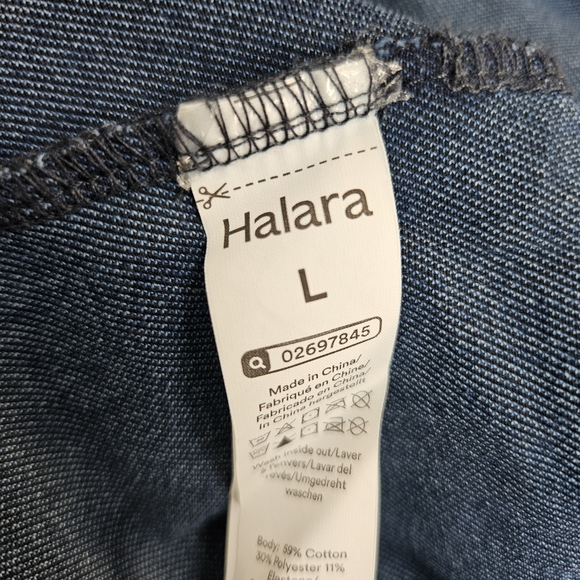 Halara
L
02697845
Made in China/
Fabriqué en Chine/
Fabricado en China/
In China hergestellt
Wash inside out/Laver
à l'envers/Lavar del
revés/Umgedreht
waschen
Body: 59% Cotton
30% Polyester 11%